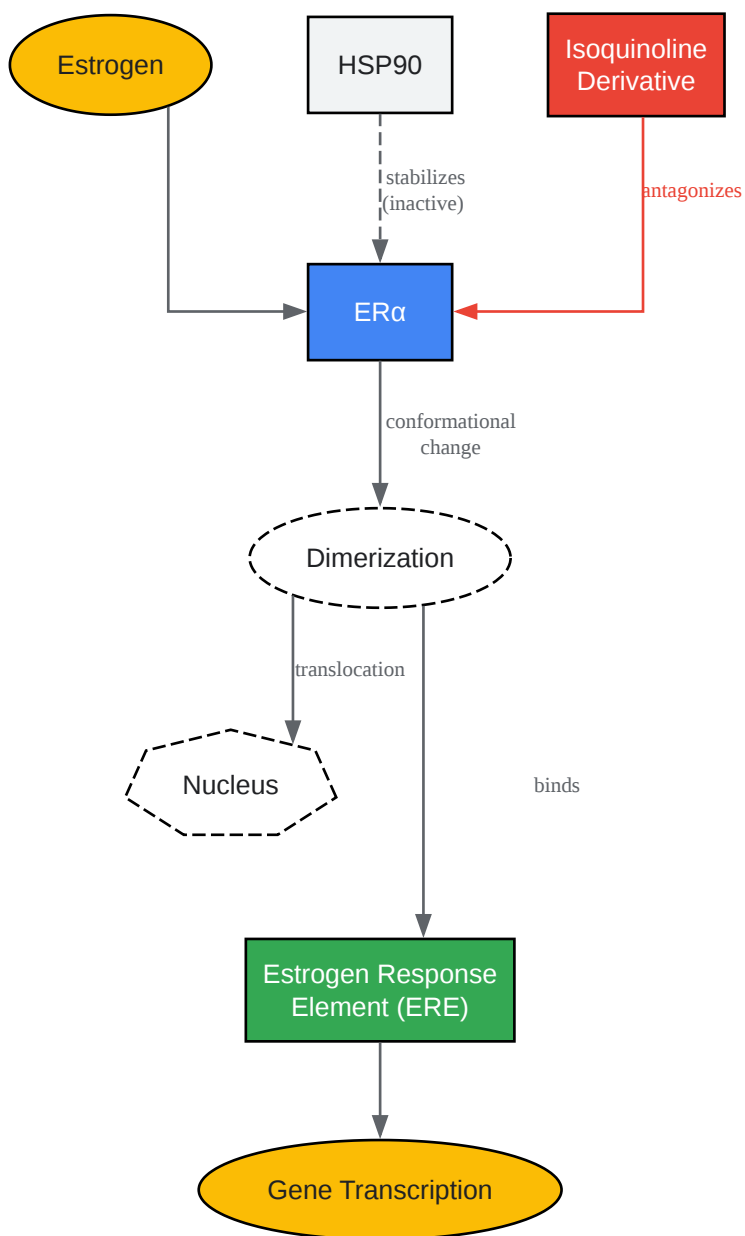 Estrogen
HSP90
Isoquinoline
Derivative
stabilizes
(inactive)
antagonizes
ERα
conformational
change
Dimerization
translocation
Nucleus
binds
Estrogen Response
Element (ERE)
Gene Transcription